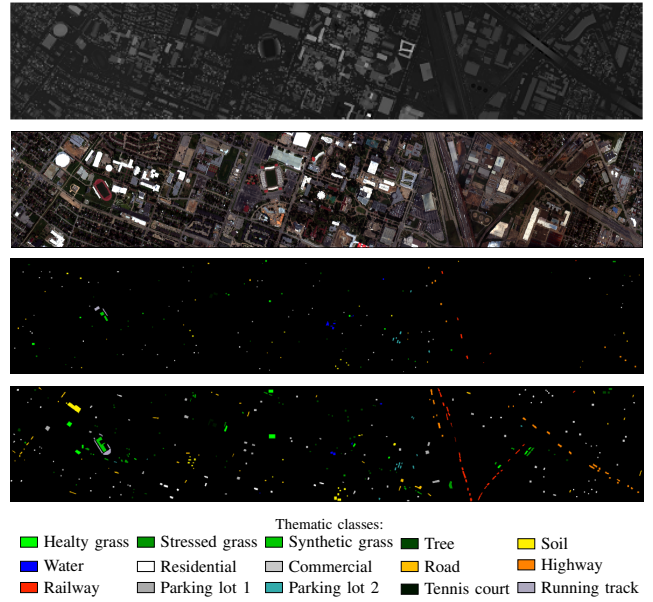 Thematic classes:
Healty grass Stressed grass Synthetic grass Tree Soil
Water Residential Commercial Road Highway
Railway Parking lot 1 Parking lot 2 Tennis court Running track